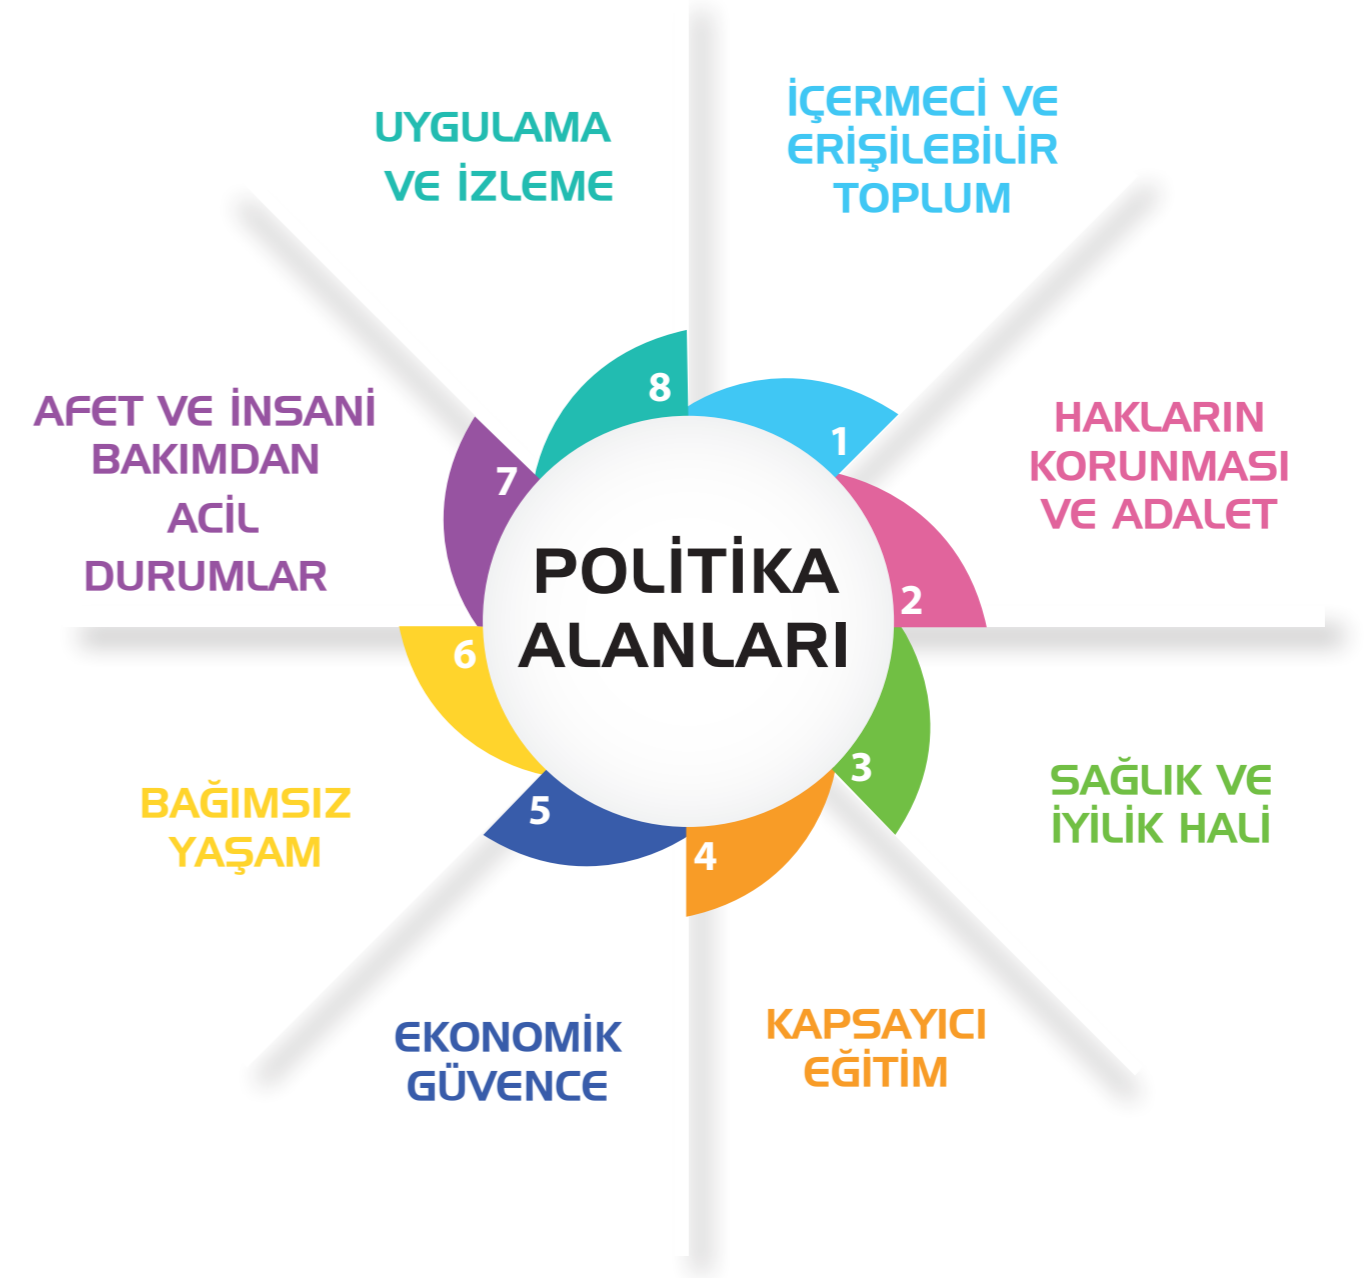 POLİTİKA
ALANLARI
1
İÇERMECİ VE
ERİŞİLEBİLİR
TOPLUM
2
HAKLARIN
KORUNMASI
VE ADALET
3
SAĞLIK VE
İYİLİK HALİ
4
KAPSAYICI
EĞİTİM
5
EKONOMİK
GÜVENCE
6
BAĞIMSIZ
YAŞAM
7
AFET VE İNSANİ
BAKIMDAN
ACİL
DURUMLAR
8
UYGULAMA
VE İZLEME